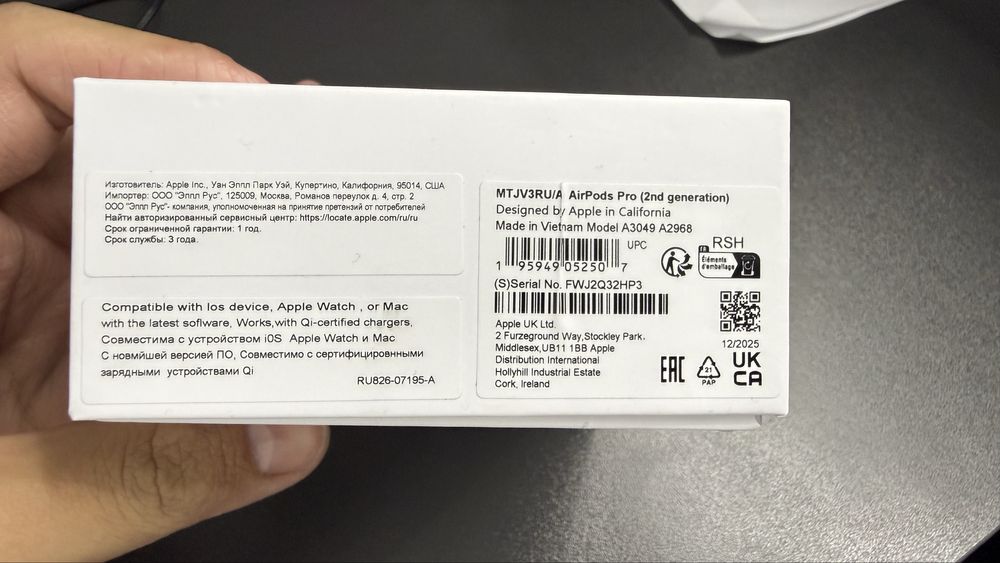 Изготовитель: Apple Inc., Уан Эппл Парк Уэй, Купертино, Калифорния, 95014, США
Импортер: ООО "Эппл Рус", 125009, Москва, Романов переулок д. 4, стр. 2
ООО "Эппл Рус"- компания, уполномоченная на принятие претензий от потребителей
Найти авторизированный сервисный центр: https://locate.apple.com/ru/ru
Срок ограниченной гарантии: 1 год.
Срок службы: 3 года.
Compatible with Ios device, Apple Watch , or Mac
with the latest sofiware, Works,with Qi-certified chargers,
Совместима с устройством iOS Apple Watch и Mac
С новмйшей версией ПО, Совместимо с сертифицированными
зарядными устройствами Qi
RU826-07195-A
MTJV3RU/A AirPods Pro (2nd generation)
Designed by Apple in California
Made in Vietnam Model A3049 A2968
UPC
1 95949 05250 7
FR
RSH
Éléments
d'emballage
(S)Serial No. FWJ2Q32HP3
Apple UK Ltd.
2 Furzeground Way,Stockley Park.
Middlesex,UB11 1BB Apple
Distribution International
Hollyhill Industrial Estate
Cork, Ireland
12/2025
EAC
21
PAP
UK
CA